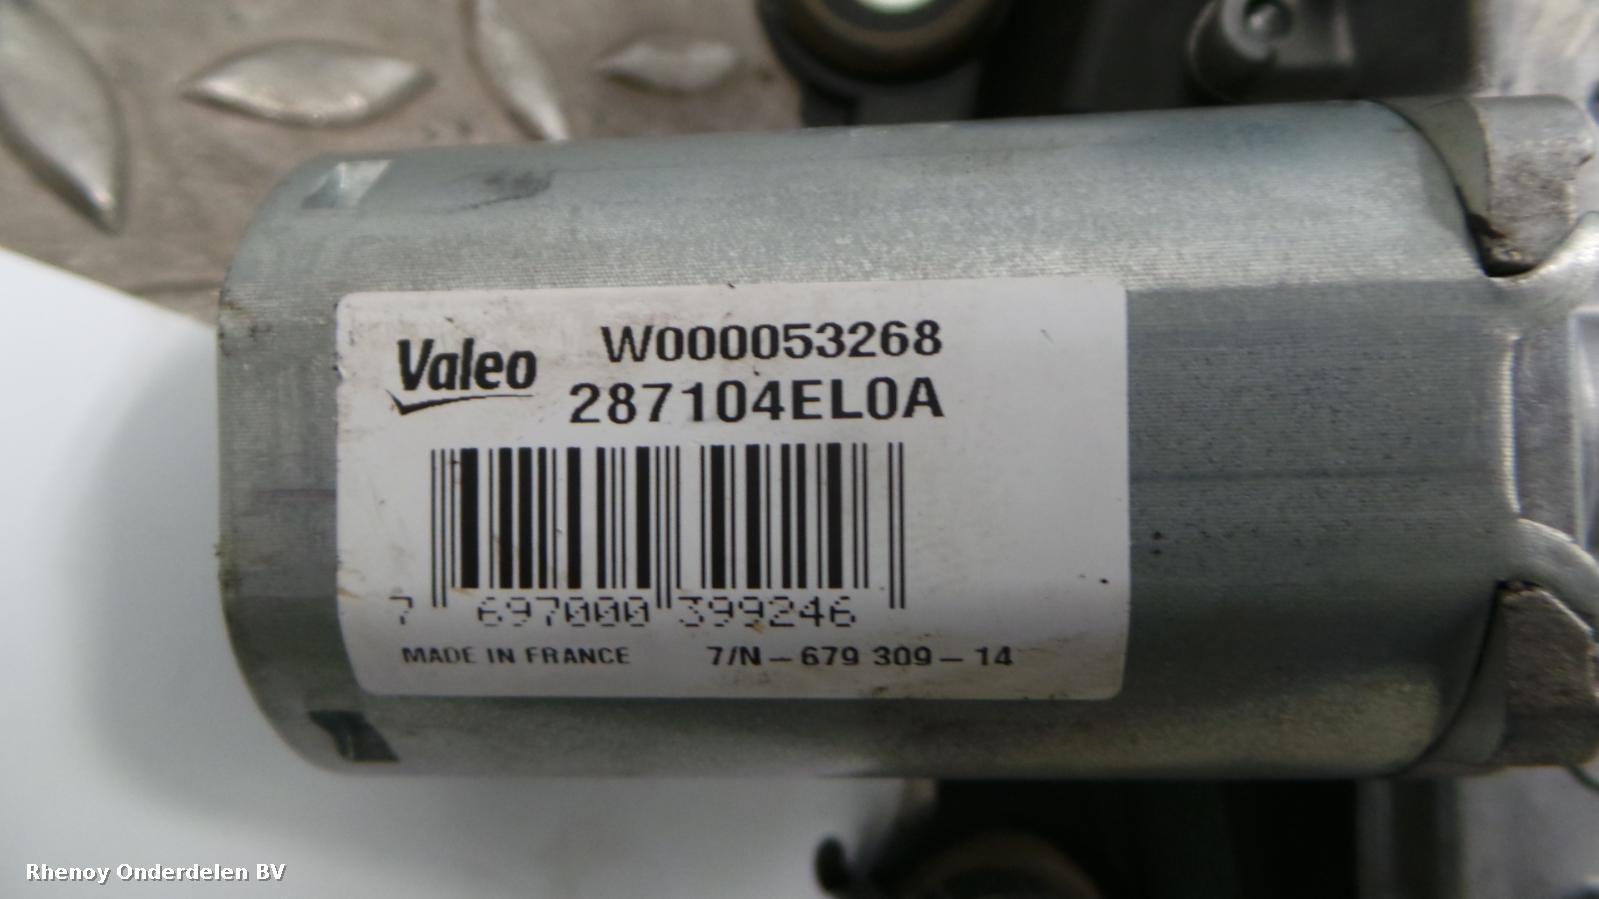 Valeo W000053268
287104EL0A
7 697000 399246
MADE IN FRANCE 7/N-679 309-14
Rhenoy Onderdelen BV